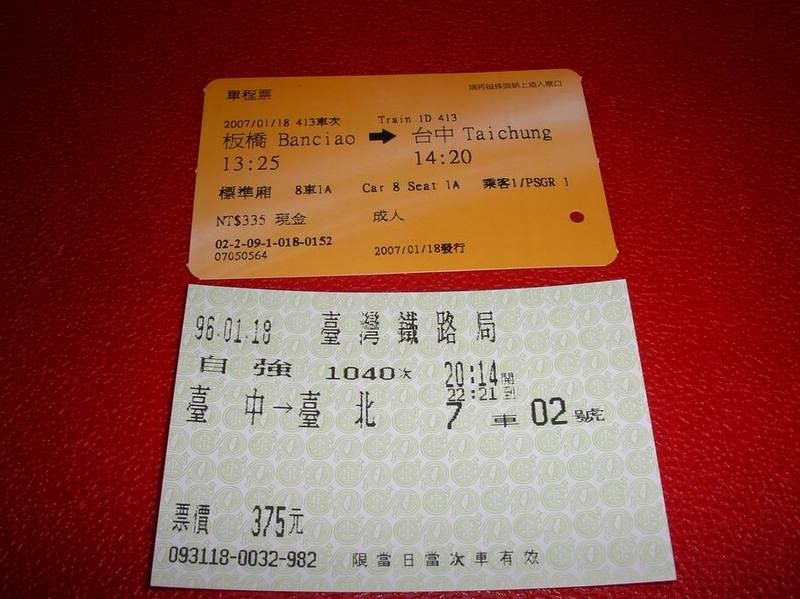 單程票 請將磁條面朝上插入票口
2007/01/18 413車次 Train ID 413
板橋 Banciao ➡ 台中 Taichung
13:25 14:20
標準廂 8車1A Car 8 Seat 1A 乘客1/PSGR 1
NT$335 現金 成人
02-2-09-1-018-0152
07050564 2007/01/18發行
96.01.18 臺灣鐵路局
自強 1040次 20:14開
22:21到
臺中→臺北 7車02號
票價 375元
093118-0032-982 限當日當次車有效